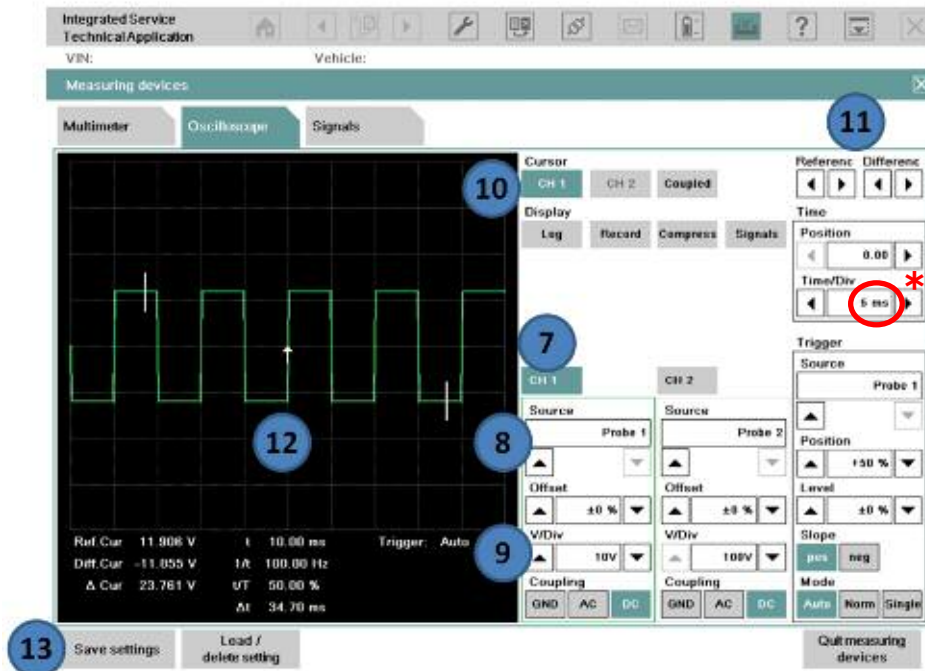 Integrated Service
Technical Application
VIN: Vehicle:
Measuring devices
Multimeter Oscilloscope Signals
11
Cursor
Referenc Differenc
10 CH 1 CH 2 Coupled
Display
Time
Log Record Compress Signals
Position
0.00
Time/Div
5 ms *
7
Trigger
CH 1 CH 2
Source
Probe 1
Source Source
8 Probe 1 Probe 2
12
Position
+50 %
Offset Offset
Level
±0 % ±0 % ±0 %
V/Div V/Div
Slope
9 10V 100V
pos neg
Coupling Coupling
Mode
GND AC DC GND AC DC
Auto Norm Single
Ref.Cur 11.906 V t 10.00 ms Trigger: Auto
Diff.Cur -11.855 V 1/t 100.00 Hz
Δ Cur 23.761 V t/T 50.00 %
Δt 34.70 ms
13 Save settings
Load /
delete setting
Quit measuring
devices